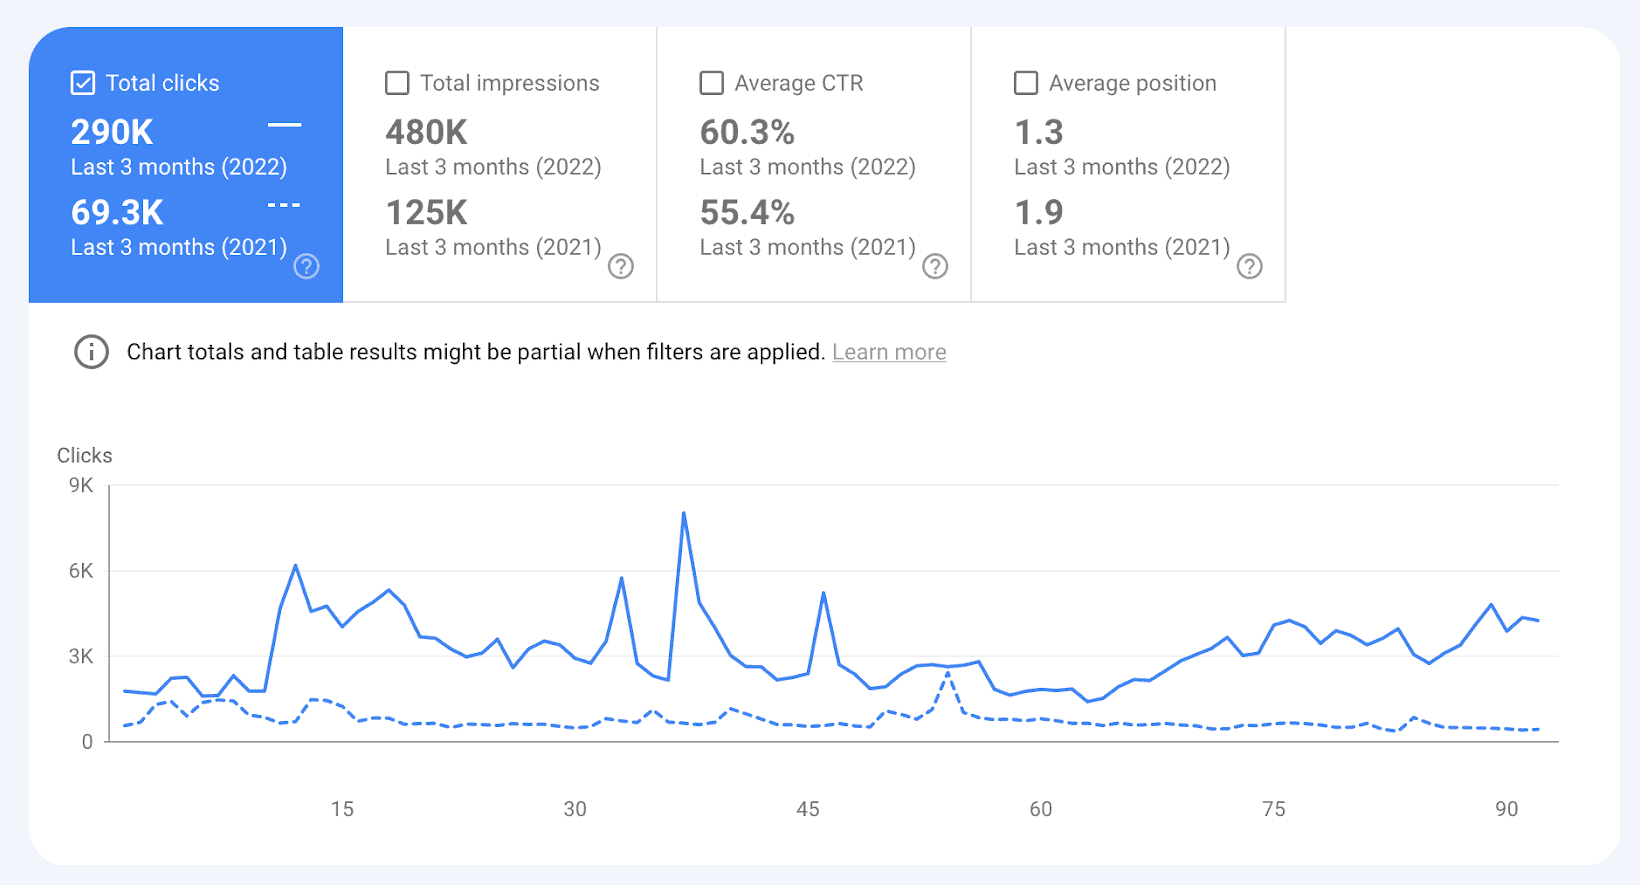 Total clicks
290K
Last 3 months (2022)
69.3K
Last 3 months (2021)
Total impressions
480K
Last 3 months (2022)
125K
Last 3 months (2021)
Average CTR
60.3%
Last 3 months (2022)
55.4%
Last 3 months (2021)
Average position
1.3
Last 3 months (2022)
1.9
Last 3 months (2021)
Chart totals and table results might be partial when filters are applied. Learn more
Clicks
9K
6K
3K
0
15 30 45 60 75 90